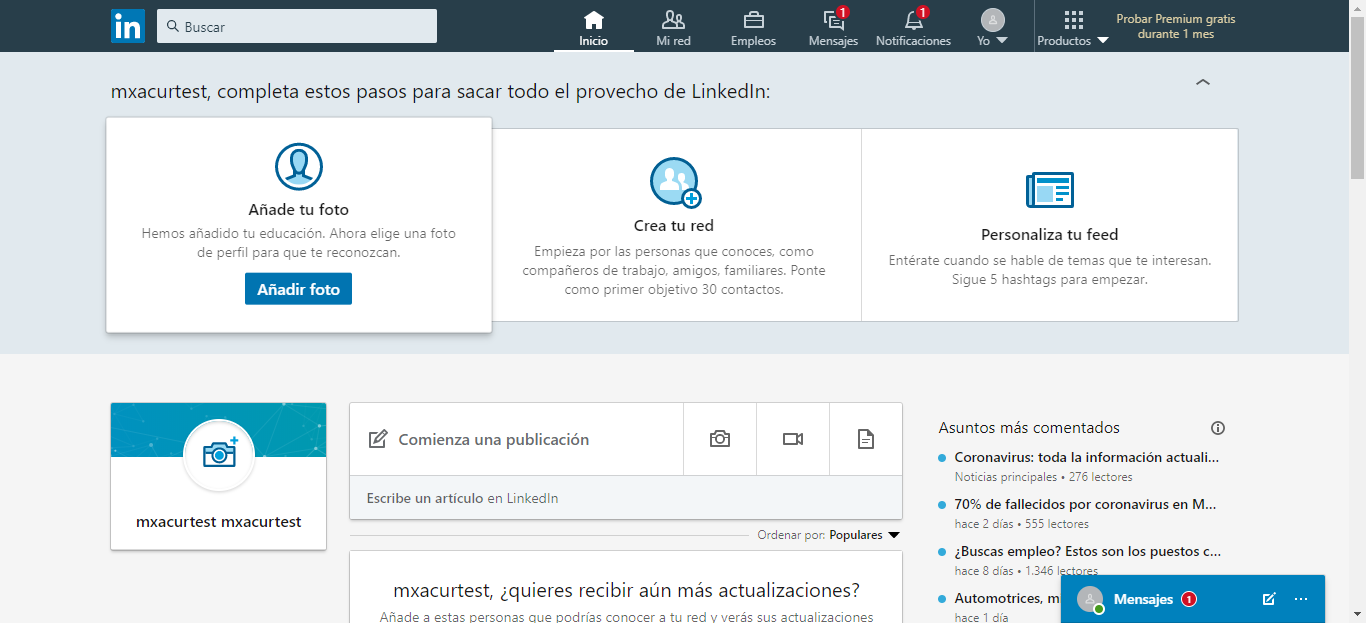 in
Buscar
Inicio
Mi red
Empleos
1
Mensajes
1
Notificaciones
Yo
Productos
Probar Premium gratis
durante 1 mes
mxacurtest, completa estos pasos para sacar todo el provecho de LinkedIn:
Añade tu foto
Hemos añadido tu educación. Ahora elige una foto
de perfil para que te reconozcan.
Añadir foto
Crea tu red
Empieza por las personas que conoces, como
compañeros de trabajo, amigos, familiares. Ponte
como primer objetivo 30 contactos.
Personaliza tu feed
Entérate cuando se hable de temas que te interesan.
Sigue 5 hashtags para empezar.
mxacurtest mxacurtest
Comienza una publicación
Escribe un artículo en LinkedIn
Ordenar por: Populares
mxacurtest, ¿quieres recibir aún más actualizaciones?
Añade a estas personas que podrías conocer a tu red y verás sus actualizaciones
Asuntos más comentados
Coronavirus: toda la información actuali...
Noticias principales • 276 lectores
70% de fallecidos por coronavirus en M...
hace 2 días • 555 lectores
¿Buscas empleo? Estos son los puestos c...
hace 8 días • 1.346 lectores
Automotrices, m
hace 1 día
Mensajes 1